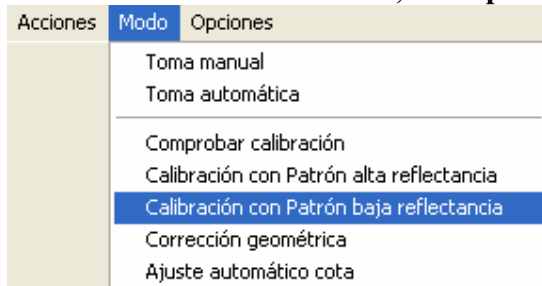 Acciones Modo Opciones
Toma manual
Toma automática
Comprobar calibración
Calibración con Patrón alta reflectancia
Calibración con Patrón baja reflectancia
Corrección geométrica
Ajuste automático cota